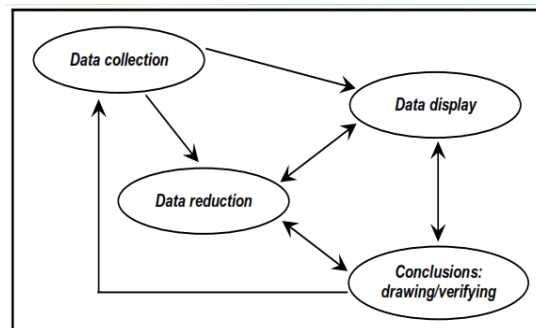 Data collection
Data display
Data reduction
Conclusions:
drawing/verifying